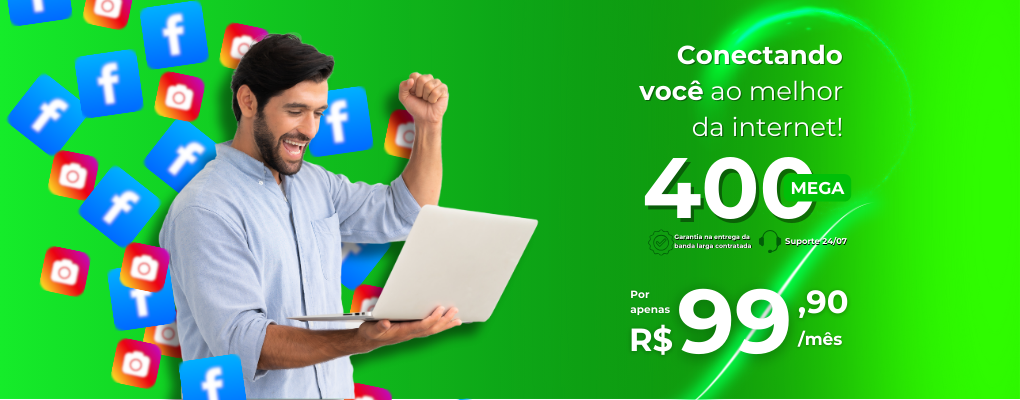 Conectando
você ao melhor
da internet!
400
MEGA
Garantia na entrega da
banda larga contratada
Suporte 24/07
Por
apenas
R$ 99,90
/mês